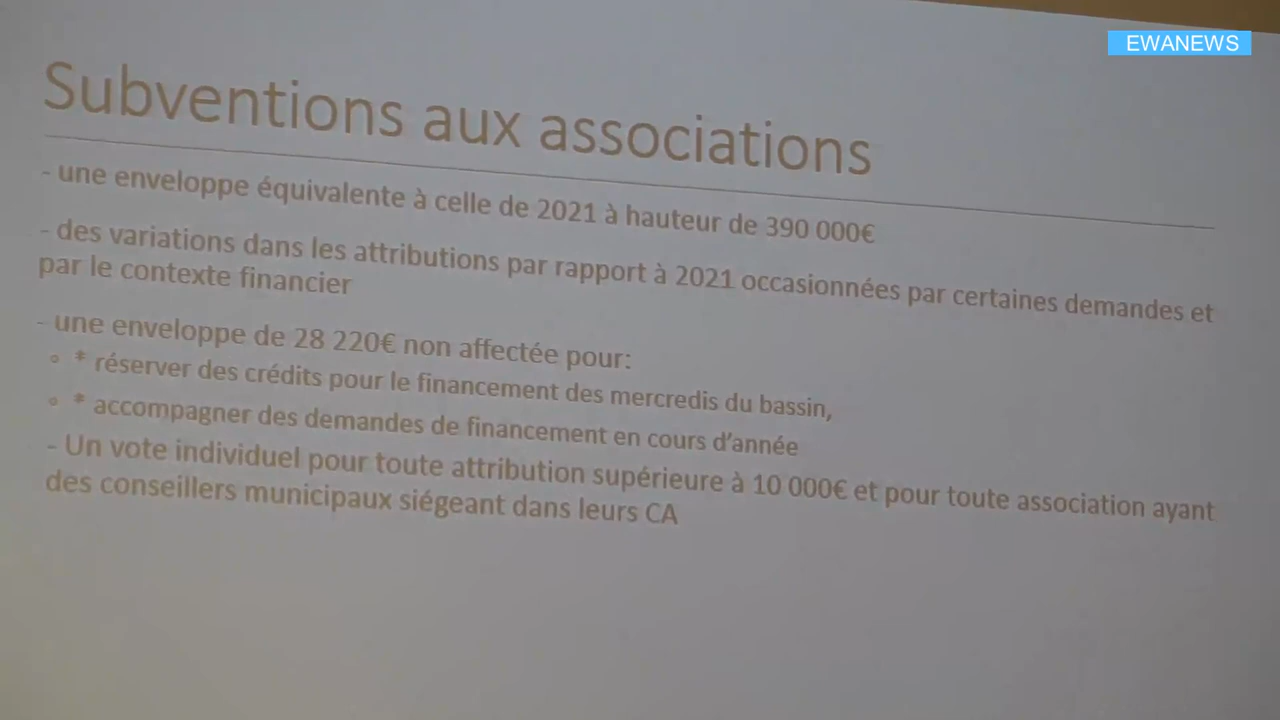 EWANEWS
Subventions aux associations
- une enveloppe équivalente à celle de 2021 à hauteur de 390 000€
- des variations dans les attributions par rapport à 2021 occasionnées par certaines demandes et
par le contexte financier
- une enveloppe de 28 220€ non affectée pour:
◦ * réserver des crédits pour le financement des mercredis du bassin,
◦ * accompagner des demandes de financement en cours d'année
- Un vote individuel pour toute attribution supérieure à 10 000€ et pour toute association ayant
des conseillers municipaux siégeant dans leurs CA